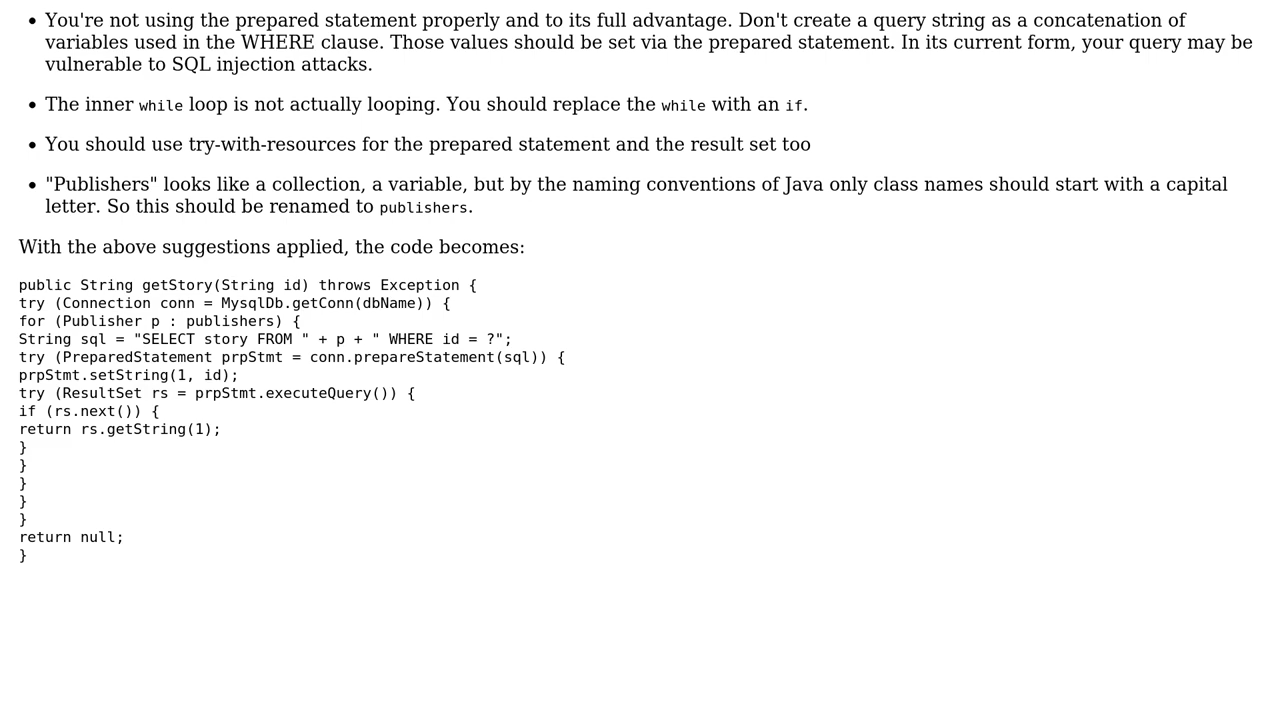 You're not using the prepared statement properly and to its full advantage. Don't create a query string as a concatenation of
variables used in the WHERE clause. Those values should be set via the prepared statement. In its current form, your query may be
vulnerable to SQL injection attacks.
The inner while loop is not actually looping. You should replace the while with an if.
You should use try-with-resources for the prepared statement and the result set too
"Publishers" looks like a collection, a variable, but by the naming conventions of Java only class names should start with a capital
letter. So this should be renamed to publishers.
With the above suggestions applied, the code becomes:
public String getStory(String id) throws Exception {
try (Connection conn = MysqlDb.getConn(dbName)) {
for (Publisher p : publishers) {
String sql = "SELECT story FROM " + p + " WHERE id = ?";
try (PreparedStatement prpStmt = conn.prepareStatement(sql)) {
prpStmt.setString(1, id);
try (ResultSet rs = prpStmt.executeQuery()) {
if (rs.next()) {
return rs.getString(1);
}
}
}
}
}
return null;
}